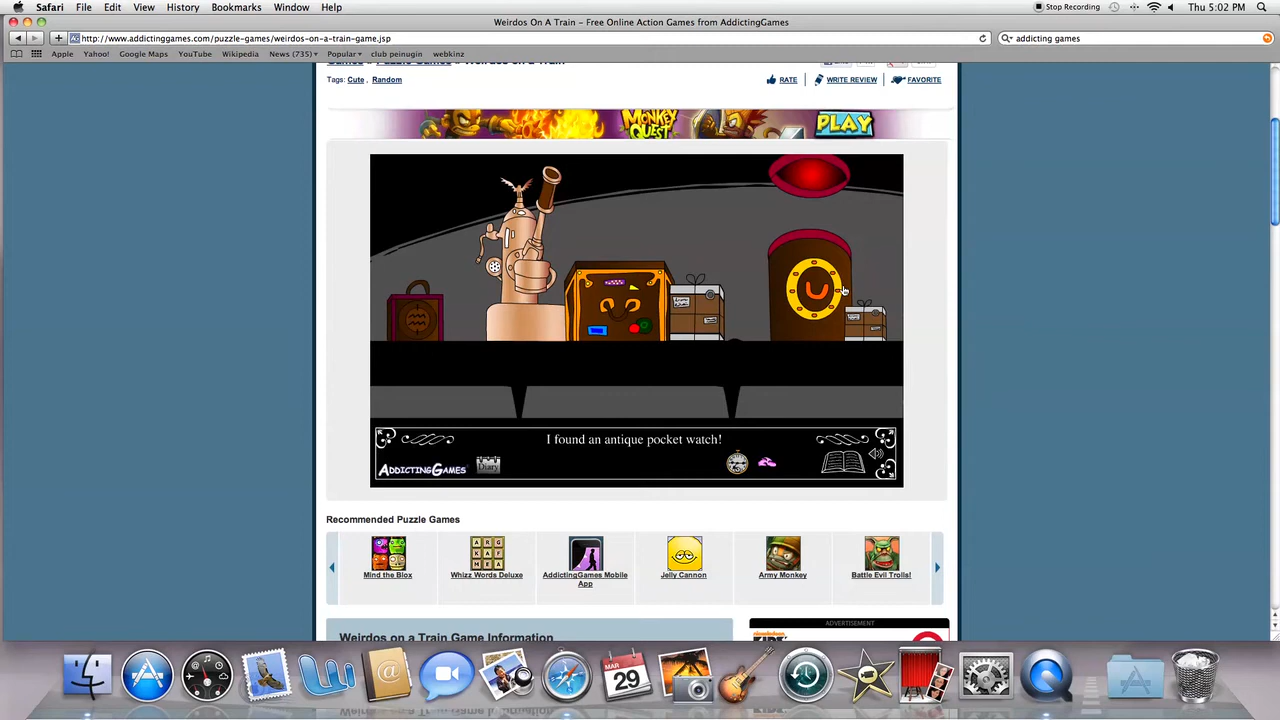 Safari File Edit View History Bookmarks Window Help Stop Recording Thu 5:02 PM
Weirdos On A Train – Free Online Action Games from AddictingGames
http://www.addictinggames.com/puzzle-games/weirdos-on-a-train-game.jsp addicting games
Apple Yahoo! Google Maps YouTube Wikipedia News (735) Popular club peinugin webkinz
Tags: Cute , Random RATE WRITE REVIEW FAVORITE
MONKEY QUEST PLAY
I found an antique pocket watch!
ADDICTINGGAMES Diary
Recommended Puzzle Games
Mind the Blox Whizz Words Deluxe AddictingGames Mobile App Jelly Cannon Army Monkey Battle Evil Trolls!
Weirdos on a Train Game Information
ADVERTISEMENT
nickelodeon
MAR
29